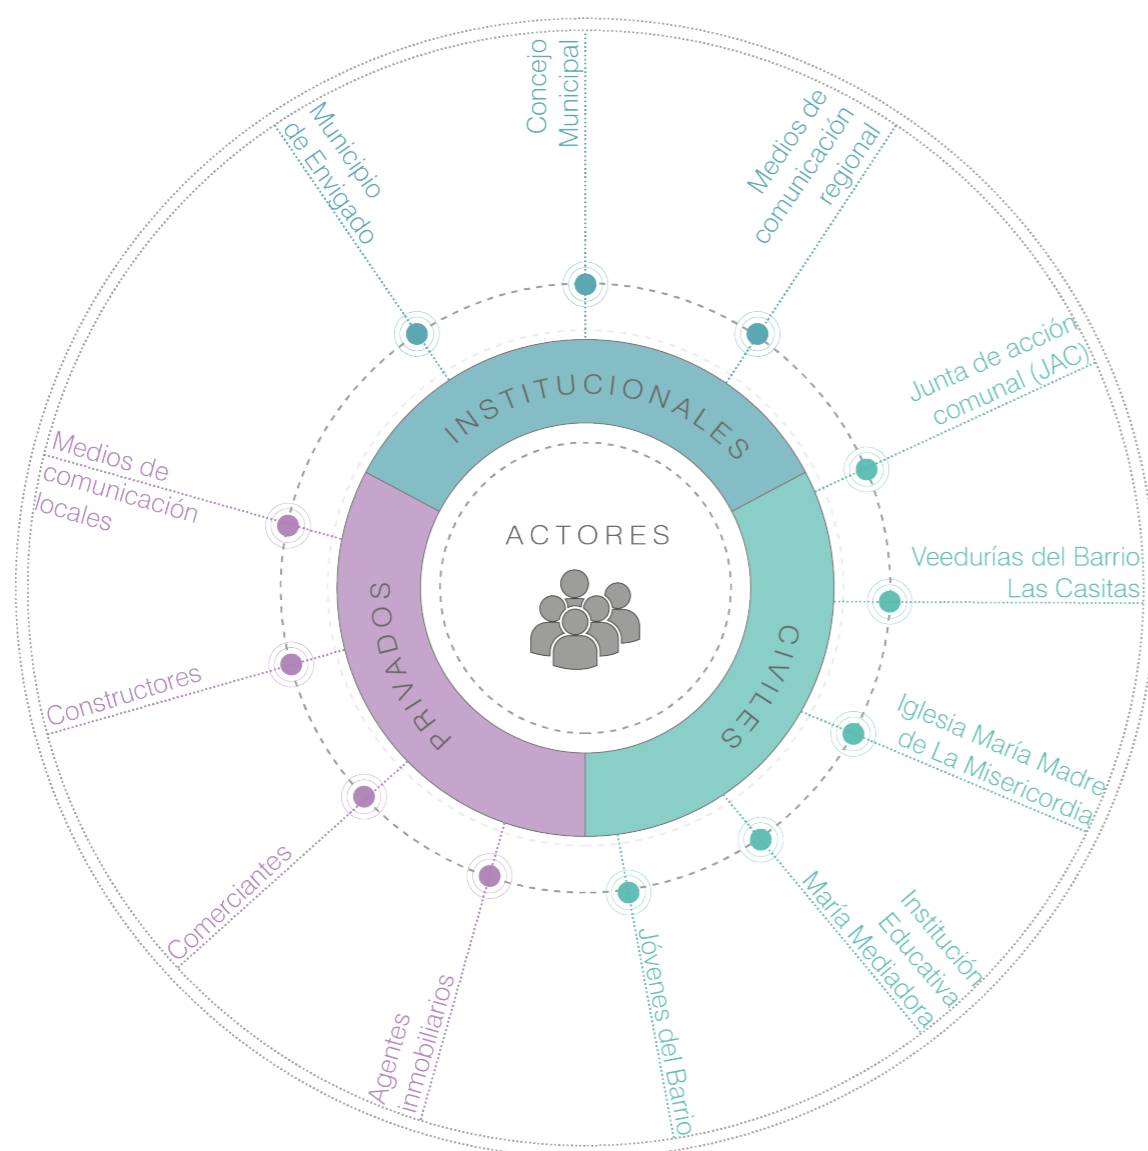 ACTORES
INSTITUCIONALES
CIVILES
PRIVADOS
Municipio
de Envigado
Concejo
Municipal
Medios de
comunicación
regional
Junta de acción
comunal (JAC)
Veedurías del Barrio
Las Casitas
Iglesia María Madre
de La Misericordia
Institución
Educativa
María Mediadora
Jóvenes del Barrio
Agentes
inmobiliarios
Comerciantes
Constructores
Medios de
comunicación
locales